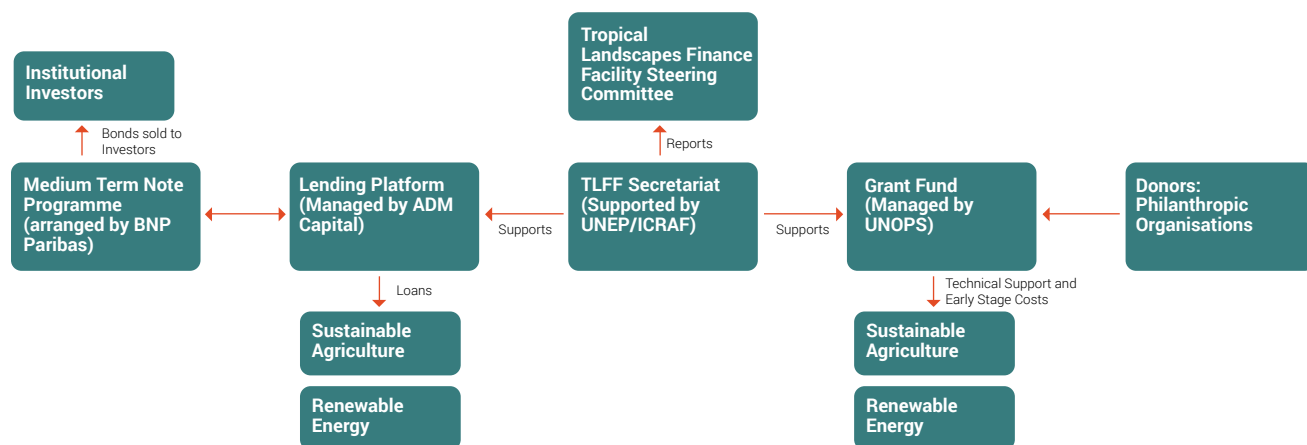 Tropical
Landscapes Finance
Facility Steering
Committee
Institutional
Investors
Bonds sold to
Investors
Reports
Medium Term Note
Programme
(arranged by BNP
Paribas)
Lending Platform
(Managed by ADM
Capital)
Supports
TLFF Secretariat
(Supported by
UNEP/ICRAF)
Supports
Grant Fund
(Managed by
UNOPS)
Donors:
Philanthropic
Organisations
Loans
Technical Support and
Early Stage Costs
Sustainable
Agriculture
Renewable
Energy
Sustainable
Agriculture
Renewable
Energy